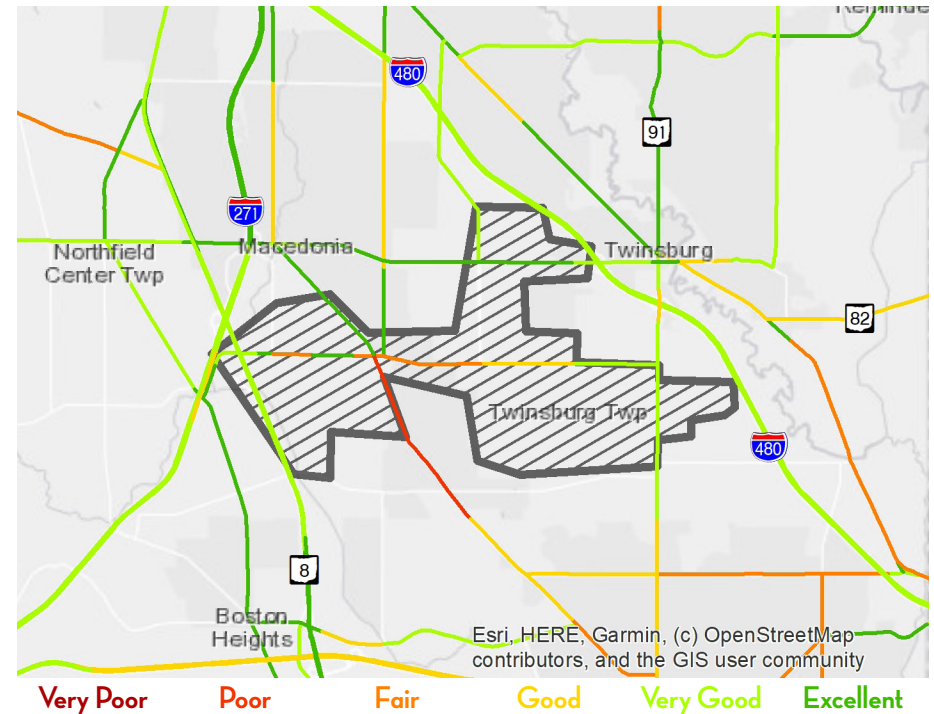 480
91
271
Macedonia
Twinsburg
Northfield
Center Twp
82
Twinsburg Twp
480
8
Boston
Heights
Esri, HERE, Garmin, (c) OpenStreetMap
contributors, and the GIS user community
Very Poor Poor Fair Good Very Good Excellent